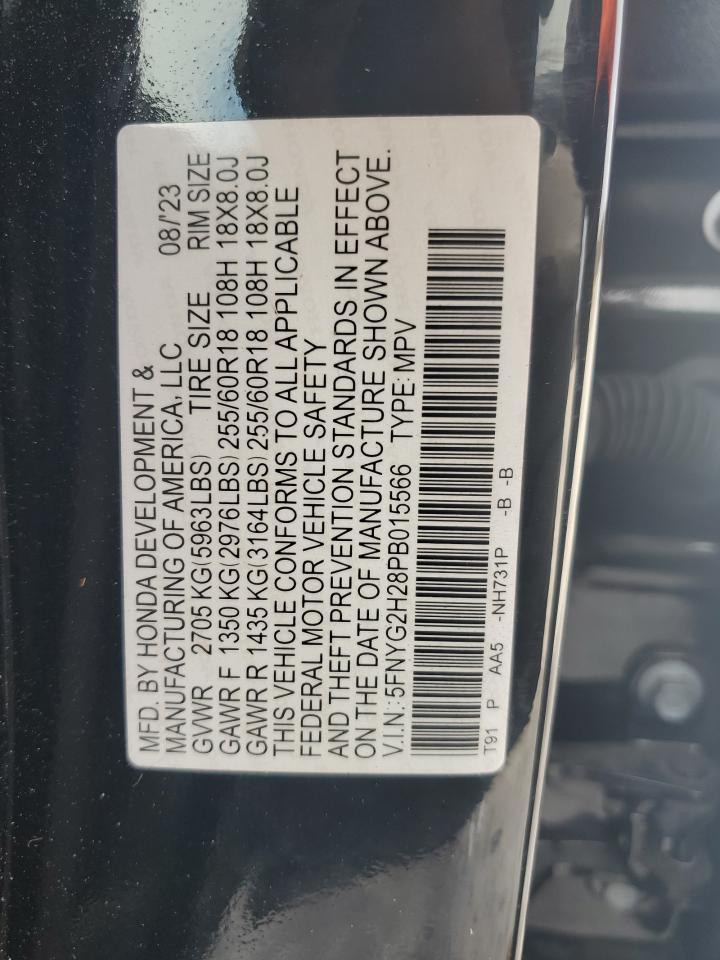 MFD. BY HONDA DEVELOPMENT &
MANUFACTURING OF AMERICA, LLC 08/'23
GVWR 2705 KG(5963LBS) TIRE SIZE RIM SIZE
GAWR F 1350 KG(2976LBS) 255/60R18 108H 18X8.0J
GAWR R 1435 KG(3164LBS) 255/60R18 108H 18X8.0J
THIS VEHICLE CONFORMS TO ALL APPLICABLE
FEDERAL MOTOR VEHICLE SAFETY
AND THEFT PREVENTION STANDARDS IN EFFECT
ON THE DATE OF MANUFACTURE SHOWN ABOVE.
V.I.N.: 5FNYG2H28PB015566 TYPE: MPV
T91 P AA5 -NH731P -B -B